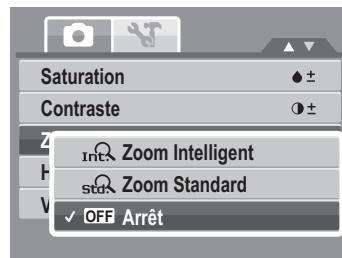 Saturation
Contraste
Z
Int Zoom Intelligent
H
std Zoom Standard
V
OFF Arrêt